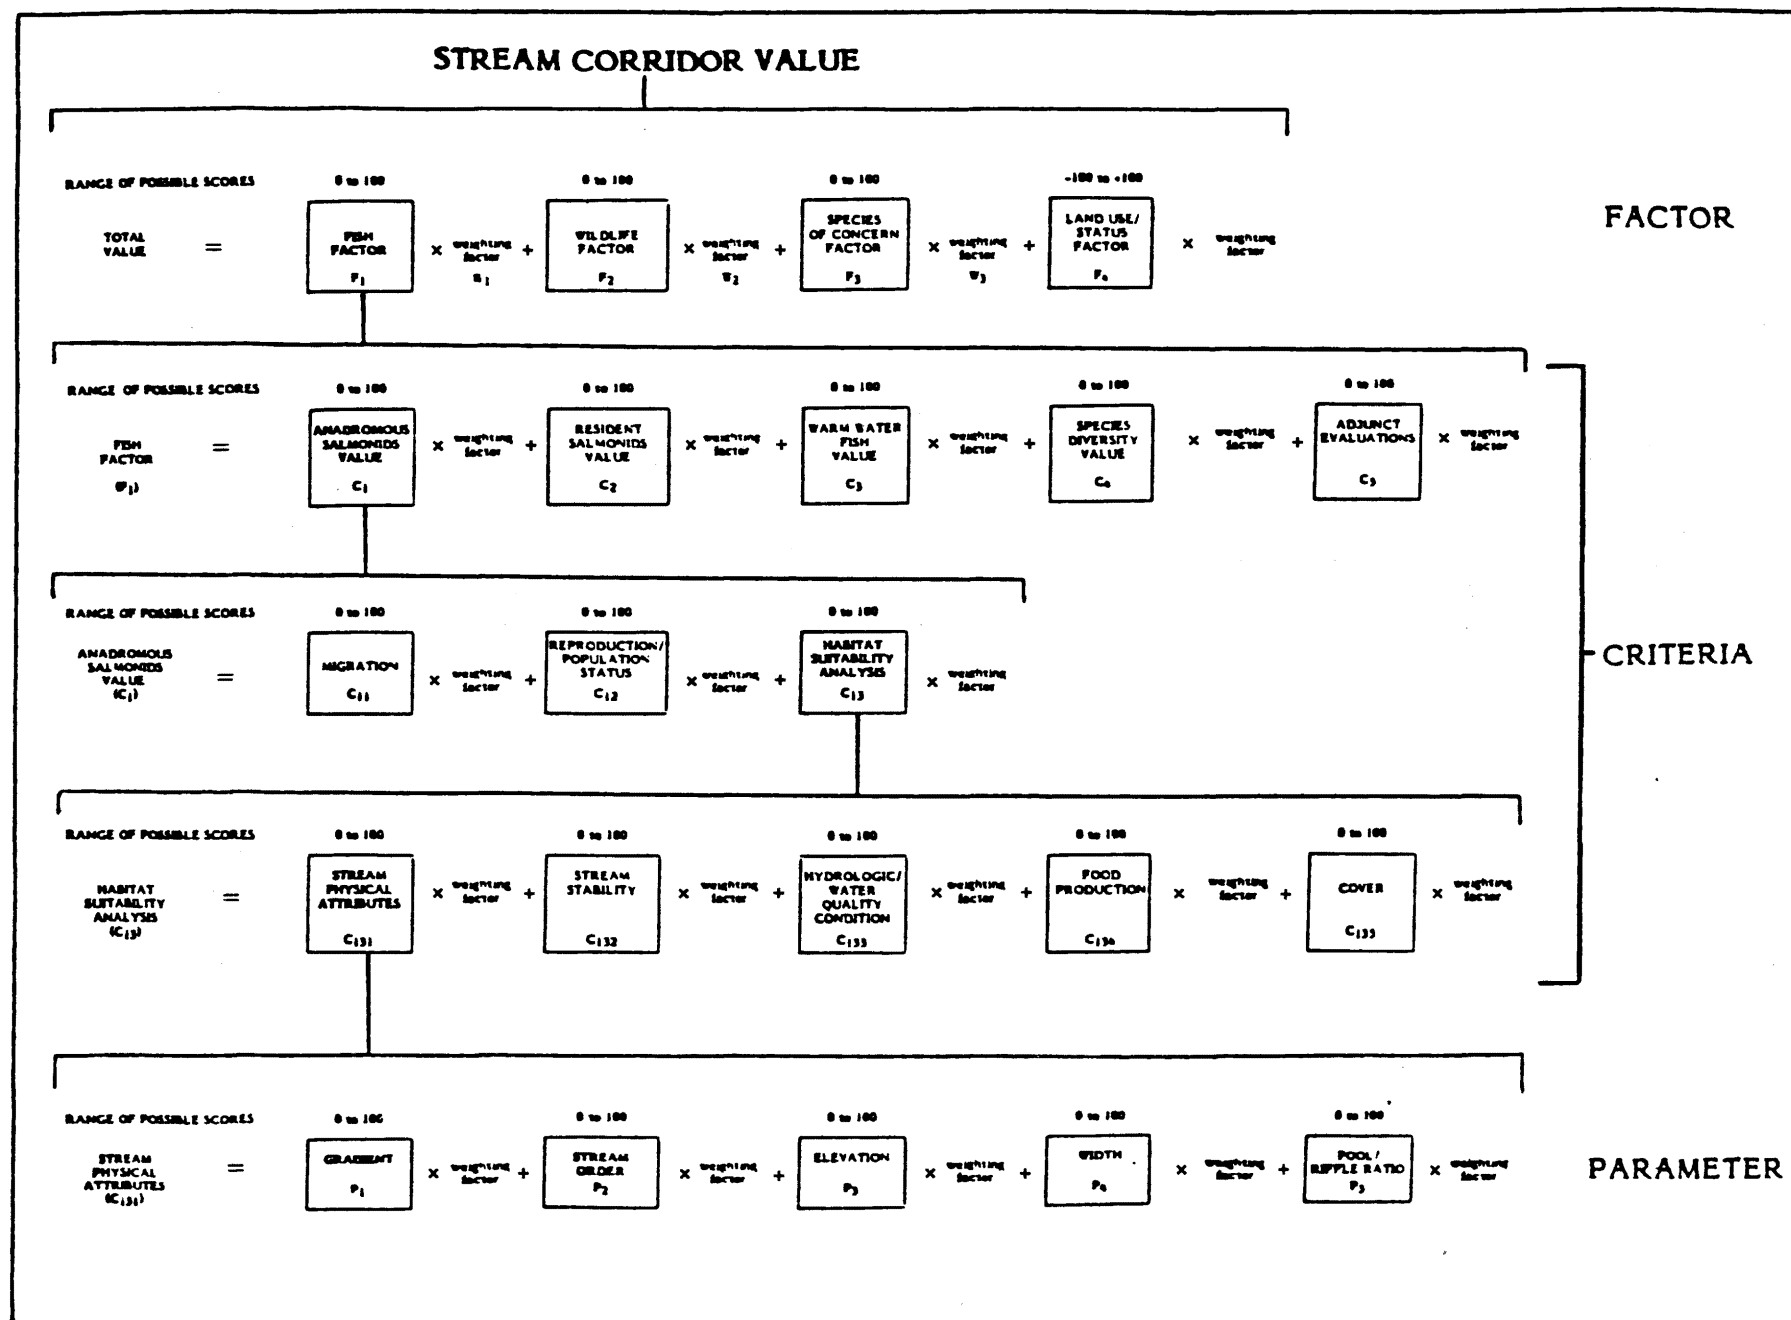 STREAM CORRIDOR VALUE
RANGE OF POSSIBLE SCORES 0 to 100 0 to 100 0 to 100 -100 to +100
TOTAL VALUE = FISH FACTOR F1 × weighting factor + WILDLIFE FACTOR F2 × weighting factor + SPECIES OF CONCERN FACTOR F3 × weighting factor + LAND USE/ STATUS FACTOR F4 × weighting factor
FACTOR
RANGE OF POSSIBLE SCORES 0 to 100 0 to 100 0 to 100 0 to 100 0 to 100
FISH FACTOR (F1) = ANADROMOUS SALMONIDS VALUE C1 × weighting factor + RESIDENT SALMONIDS VALUE C2 × weighting factor + WARM WATER FISH VALUE C3 × weighting factor + SPECIES DIVERSITY VALUE C4 × weighting factor + ADJUNCT EVALUATIONS C5 × weighting factor
RANGE OF POSSIBLE SCORES 0 to 100 0 to 100 0 to 100
ANADROMOUS SALMONIDS VALUE (C1) = MIGRATION C11 × weighting factor + REPRODUCTION/ POPULATION STATUS C12 × weighting factor + HABITAT SUITABILITY ANALYSIS C13 × weighting factor
CRITERIA
RANGE OF POSSIBLE SCORES 0 to 100 0 to 100 0 to 100 0 to 100 0 to 100
HABITAT SUITABILITY ANALYSIS (C13) = STREAM PHYSICAL ATTRIBUTES C131 × weighting factor + STREAM STABILITY C132 × weighting factor + HYDROLOGIC/ WATER QUALITY CONDITION C133 × weighting factor + FOOD PRODUCTION C134 × weighting factor + COVER C135 × weighting factor
RANGE OF POSSIBLE SCORES 0 to 100 0 to 100 0 to 100 0 to 100 0 to 100
STREAM PHYSICAL ATTRIBUTES (C131) = GRADIENT P1 × weighting factor + STREAM ORDER P2 × weighting factor + ELEVATION P3 × weighting factor + WIDTH P4 × weighting factor + POOL/ RIFFLE RATIO P5 × weighting factor
PARAMETER